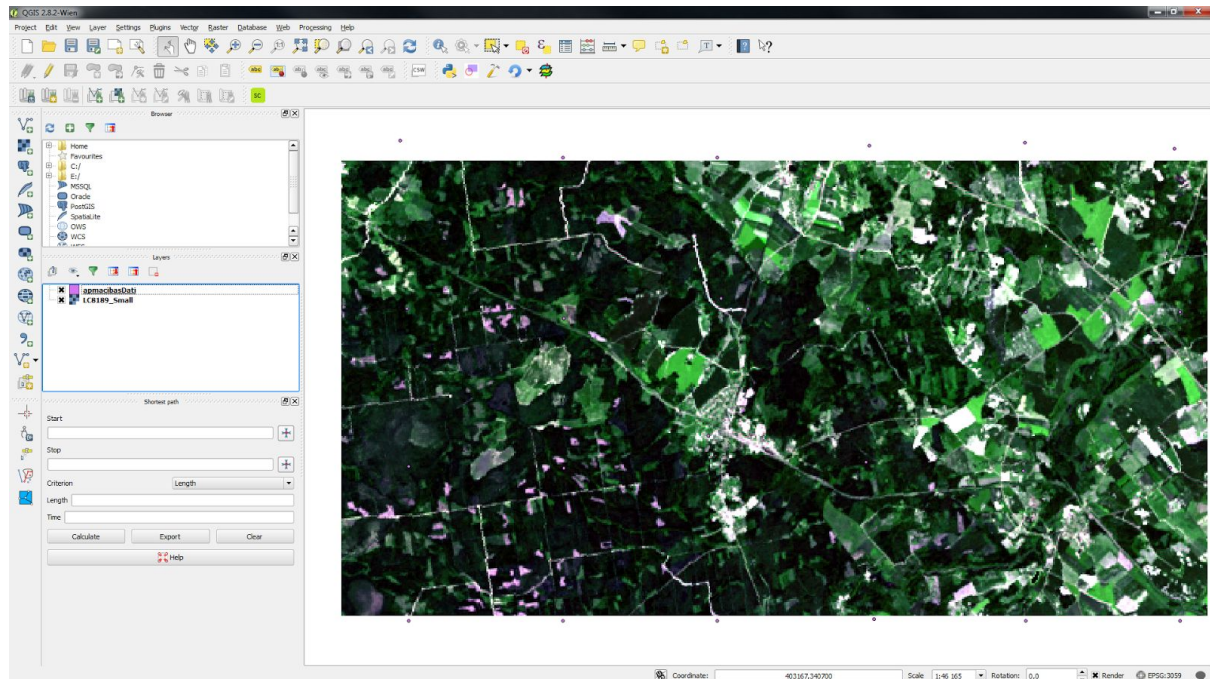 QGIS 2.8.2-Wien
Project Edit View Layer Settings Plugins Vector Raster Database Web Processing Help
CSW
SC
Browser
Home
Favourites
C:/
E:/
MSSQL
Oracle
PostGIS
SpatiaLite
OWS
WCS
Layers
apmacibasDati
LC8189_Small
Shortest path
Start
Stop
Criterion Length
Length
Time
Calculate Export Clear
Help
Coordinate: 403167,340700 Scale 1:46 165 Rotation: 0,0 Render EPSG:3059